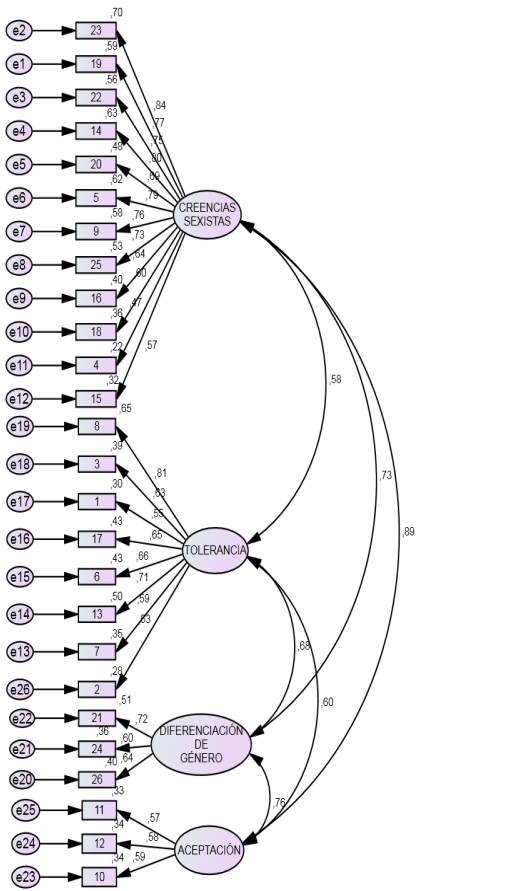 ,70
e2 23
,59
e1 19
,56
e3 22
,84
,63
e4 14
,77
,75
,48
e5 20
,80
,69
,62
e6 5
,79
CREENCIAS
SEXISTAS
,58
e7 9
,76
,73
,53
e8 25
,64
,40
e9 16
,60
,47
,36
e10 18
,22
e11 4
,57
,32
e12 15
,58
,65
e19 8
,39
e18 3
,81
,73
,30
e17 1
,63
,55
,43
e16 17
,65
,89
TOLERANCIA
,43
e15 6
,66
,71
,50
e14 13
,59
,53
,35
e13 7
,68
,28
e26 2
,51
,60
e22 21
,72
,36
DIFERENCIACIÓN
DE
GÉNERO
e21 24
,60
,64
,40
e20 26
,33
e25 11
,76
,57
,34
e24 12
,58
ACEPTACIÓN
,34
e23 10
,59